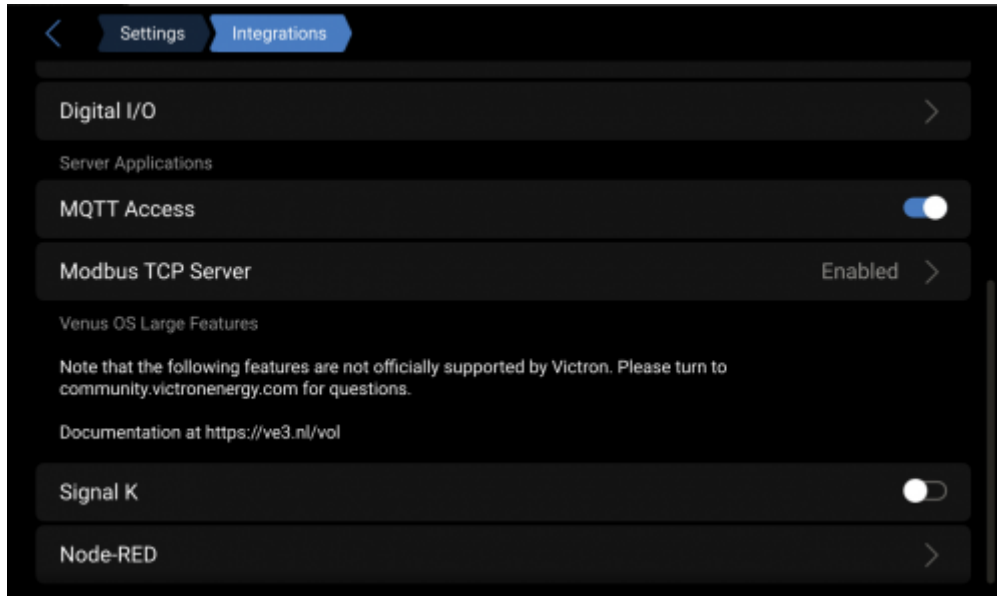 Settings
Integrations
Digital I/O
Server Applications
MQTT Access
Modbus TCP Server
Enabled
Venus OS Large Features
Note that the following features are not officially supported by Victron. Please turn to
community.victronenergy.com for questions.
Documentation at https://ve3.nl/vol
Signal K
Node-RED